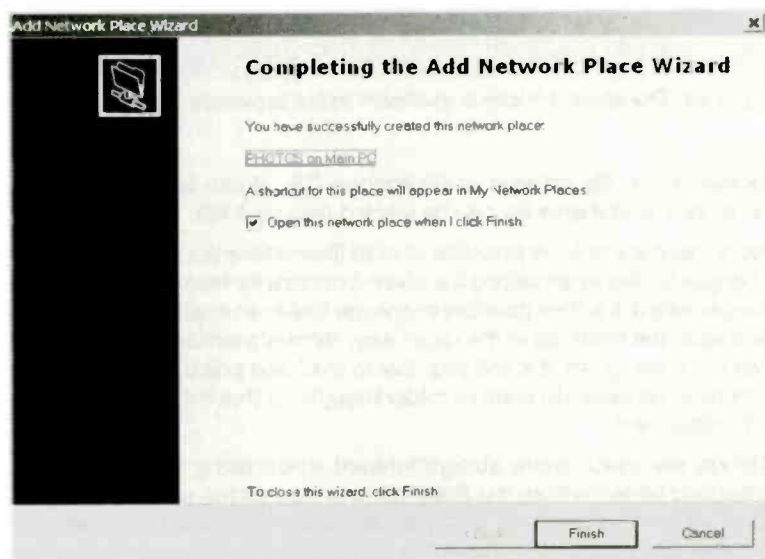 Add Network Place Wizard
Completing the Add Network Place Wizard
You have successfully created this network place:
PHOTOS on Main PC
A shortcut for this place will appear in My Network Places.
Open this network place when I click Finish.
To close this wizard, click Finish.
Finish
Cancel